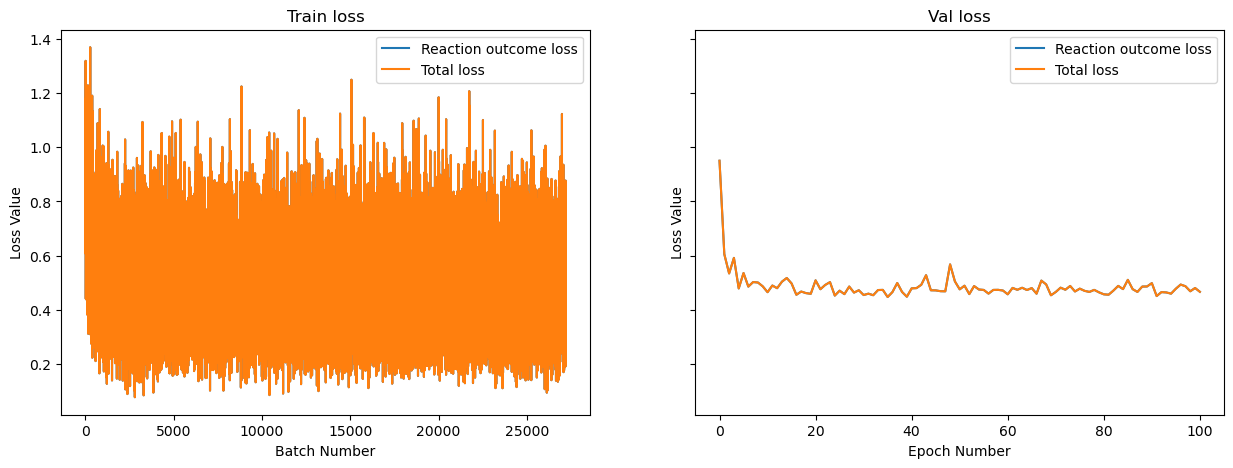 Train loss
Loss Value
1.4
1.2
1.0
0.8
0.6
0.4
0.2
0
5000
10000
15000
20000
25000
Batch Number
Reaction outcome loss
Total loss
Val loss
Loss Value
0
20
40
60
80
100
Epoch Number
Reaction outcome loss
Total loss